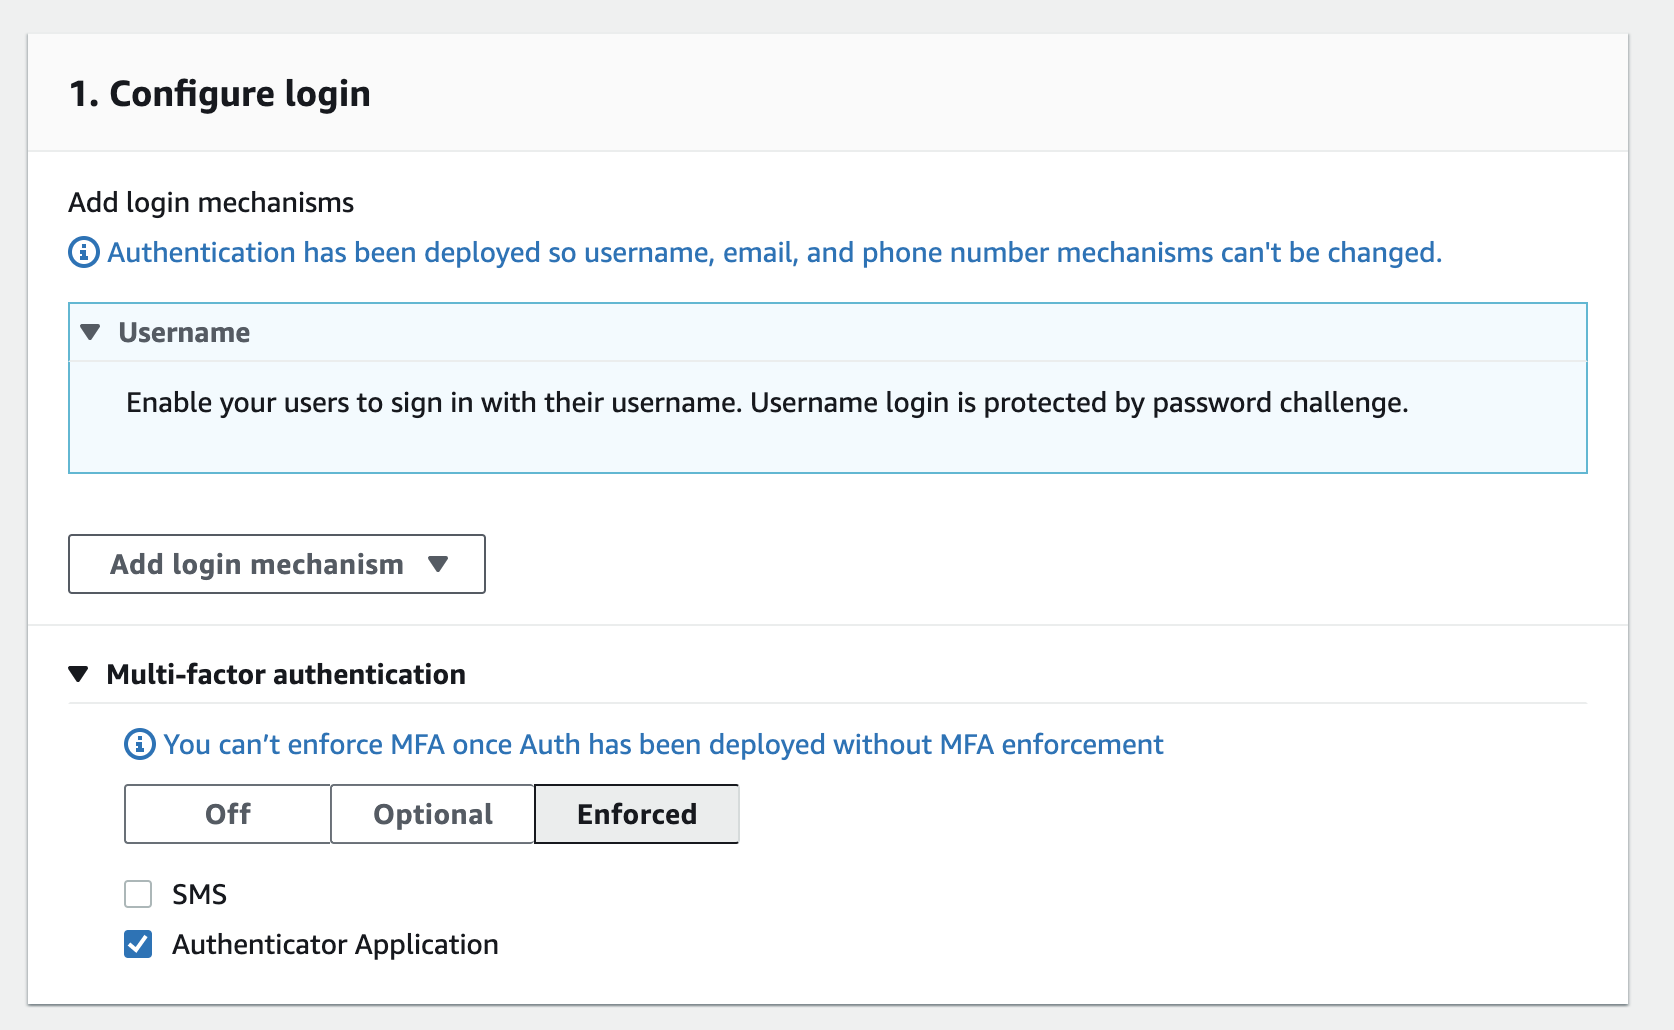 1. Configure login
Add login mechanisms
Authentication has been deployed so username, email, and phone number mechanisms can't be changed.
Username
Enable your users to sign in with their username. Username login is protected by password challenge.
Add login mechanism
Multi-factor authentication
You can’t enforce MFA once Auth has been deployed without MFA enforcement
Off Optional Enforced
SMS
Authenticator Application